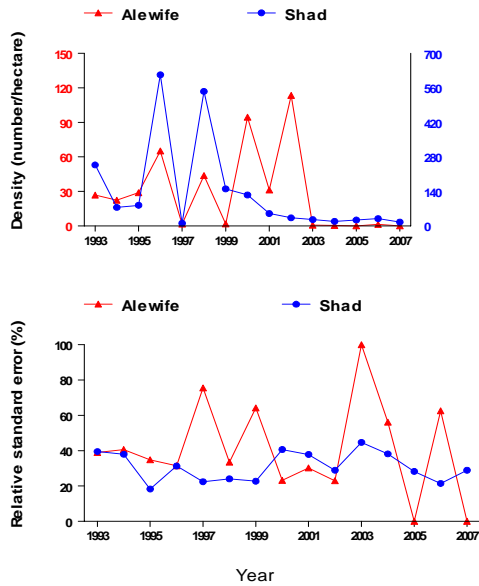 Alewife Shad
Density (number/hectare)
150 700
120 560
90 420
60 280
30 140
0 0
1993 1995 1997 1999 2001 2003 2005 2007
Alewife Shad
Relative standard error (%)
100
80
60
40
20
0
1993 1995 1997 1999 2001 2003 2005 2007
Year